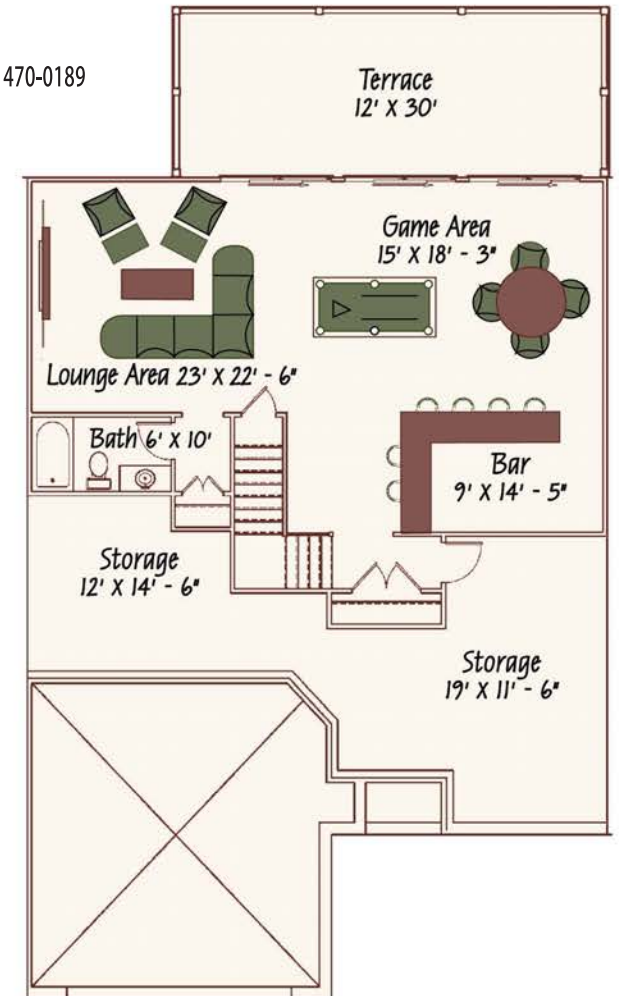 470-0189
Terrace
12' X 30'
Game Area
15' X 18' - 3"
Lounge Area 23' X 22' - 6"
Bath 6' X 10'
Bar
9' X 14' - 5"
Storage
12' X 14' - 6"
Storage
19' X 11' - 6"